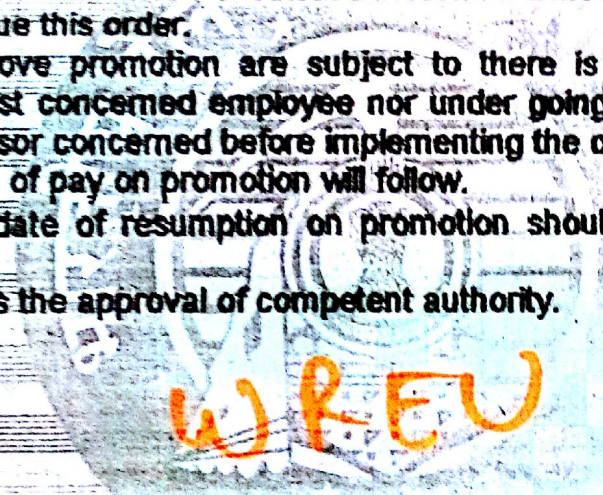 ue this order.
ove promotion are subject to there is
st concerned employee nor under going
sor concerned before implementing the
of pay on promotion will follow.
date of resumption on promotion shoul
s the approval of competent authority.
WREU